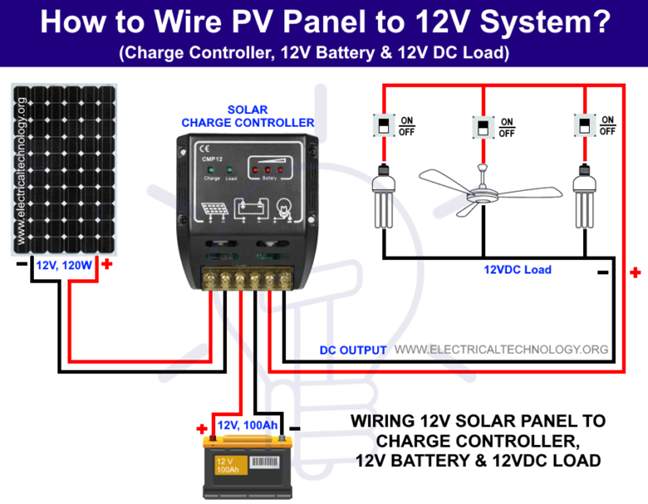 How to Wire PV Panel to 12V System?
(Charge Controller, 12V Battery & 12V DC Load)
www.electricaltechnology.org
SOLAR
CHARGE CONTROLLER
CE
CMP12
Charge Load
Battery
ON
OFF
ON
OFF
ON
OFF
- 12V, 120W +
12VDC Load
-
+
DC OUTPUT
WWW.ELECTRICALTECHNOLOGY.ORG
+ 12V, 100Ah -
12 V
100Ah
WIRING 12V SOLAR PANEL TO
CHARGE CONTROLLER,
12V BATTERY & 12VDC LOAD